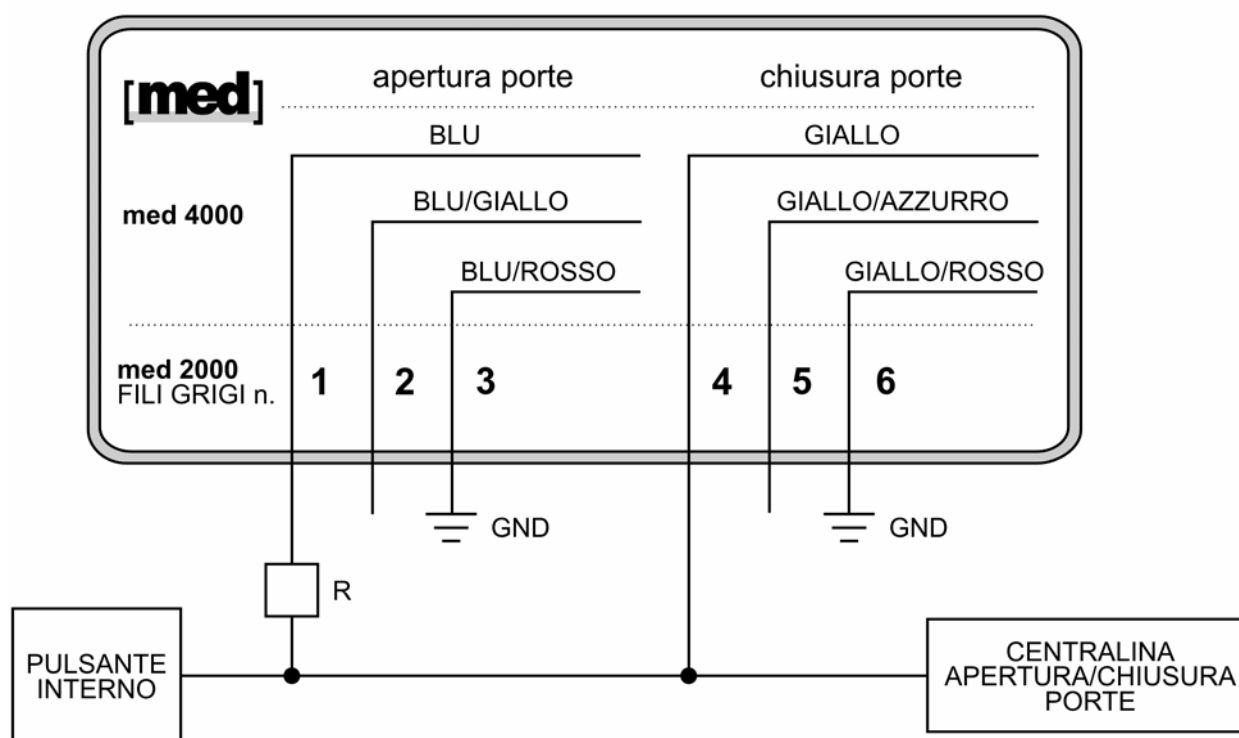 [med]
apertura porte
chiusura porte
BLU
GIALLO
med 4000
BLU/GIALLO
GIALLO/AZZURRO
BLU/ROSSO
GIALLO/ROSSO
med 2000
FILI GRIGI n.
1
2
3
4
5
6
GND
GND
R
PULSANTE
INTERNO
CENTRALINA
APERTURA/CHIUSURA
PORTE